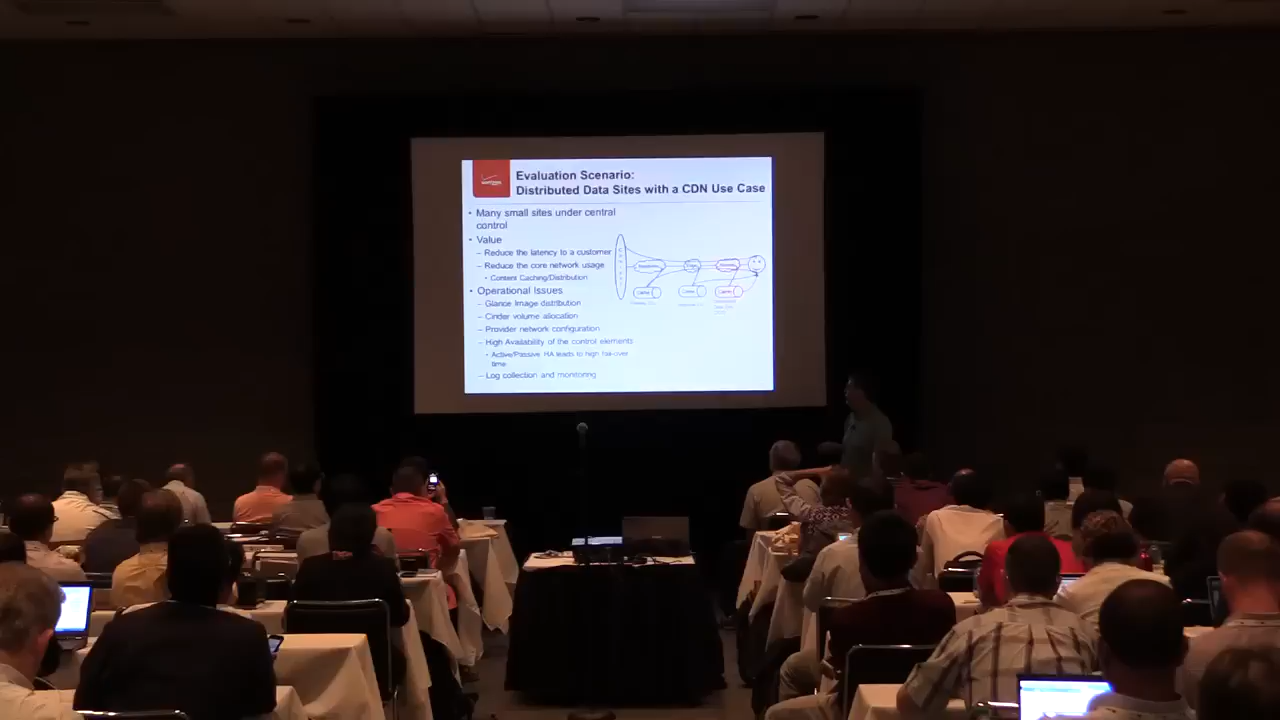 Evaluation Scenario:
Distributed Data Sites with a CDN Use Case
• Many small sites under central
control
• Value
– Reduce the latency to a customer
– Reduce the core network usage
• Content Caching/Distribution
• Operational Issues
– Glance Image distribution
– Cinder volume allocation
– Provider network configuration
– High Availability of the control elements
• Active/Passive HA leads to high fail-over
time
– Log collection and monitoring